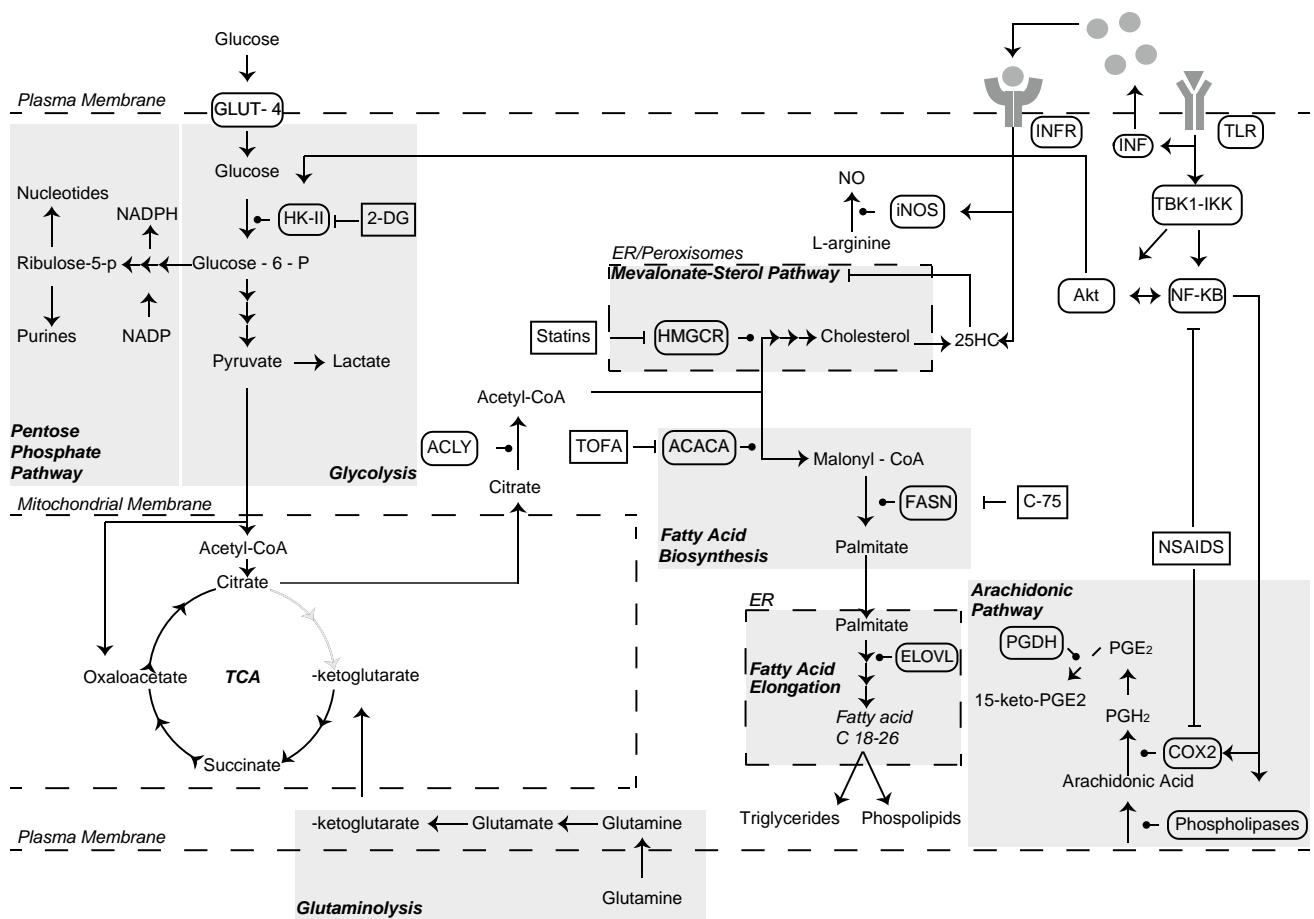 Glucose
Plasma Membrane
GLUT- 4
INFR
INF
TLR
Glucose
Nucleotides
NADPH
HK-II
2-DG
NO
iNOS
TBK1-IKK
L-arginine
ER/Peroxisomes
Mevalonate-Sterol Pathway
Ribulose-5-p
Glucose - 6 - P
Akt
NF-KB
Purines
NADP
Statins
HMGCR
Cholesterol
25HC
Pyruvate
Lactate
Acetyl-CoA
Pentose
Phosphate
Pathway
Glycolysis
ACLY
TOFA
ACACA
Malonyl - CoA
Citrate
Mitochondrial Membrane
FASN
C-75
Acetyl-CoA
Fatty Acid
Biosynthesis
Palmitate
NSAIDS
Citrate
ER
Arachidonic
Pathway
Palmitate
PGDH
PGE2
ELOVL
Oxaloacetate
TCA
-ketoglutarate
Fatty Acid
Elongation
15-keto-PGE2
PGH2
Fatty acid
C 18-26
COX2
Succinate
Arachidonic Acid
Triglycerides
Phospolipids
-ketoglutarate
Glutamate
Glutamine
Phospholipases
Plasma Membrane
Glutamine
Glutaminolysis